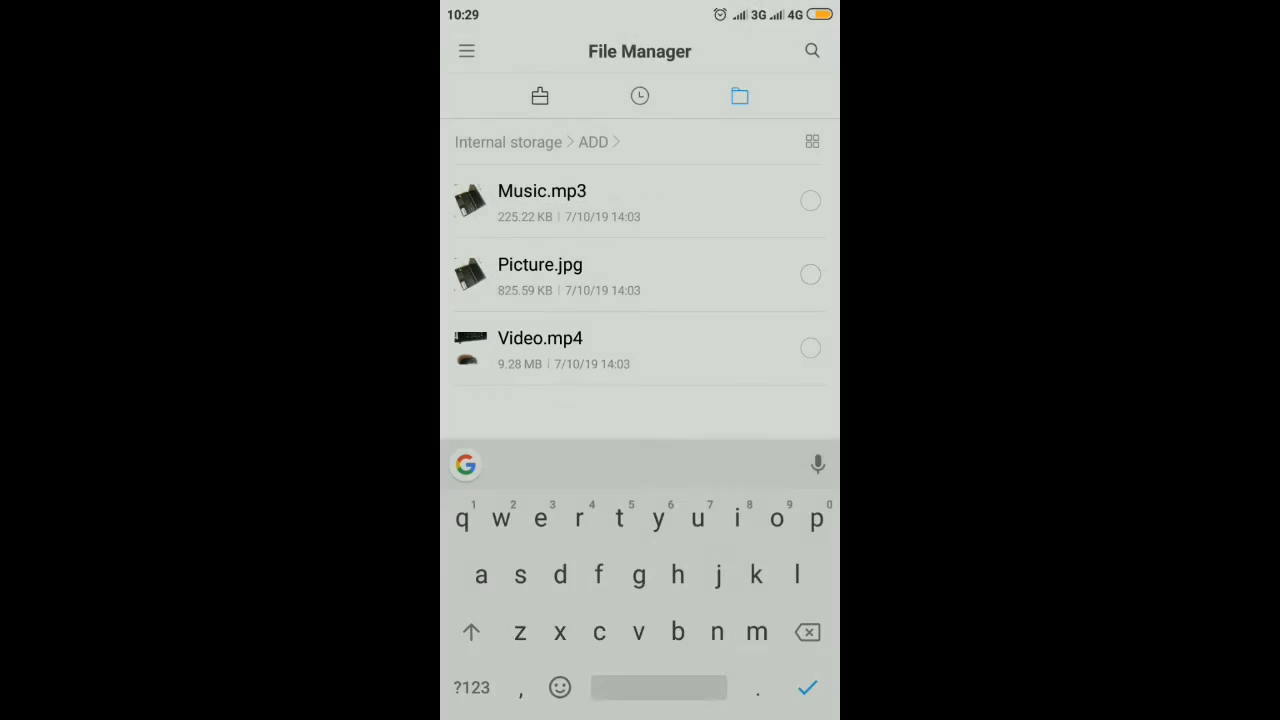 10:29 3G 4G
File Manager
Internal storage > ADD >
Music.mp3
225.22 KB | 7/10/19 14:03
Picture.jpg
825.59 KB | 7/10/19 14:03
Video.mp4
9.28 MB | 7/10/19 14:03
G
1 2 3 4 5 6 7 8 9 0
q w e r t y u i o p
a s d f g h j k l
z x c v b n m
?123 , .